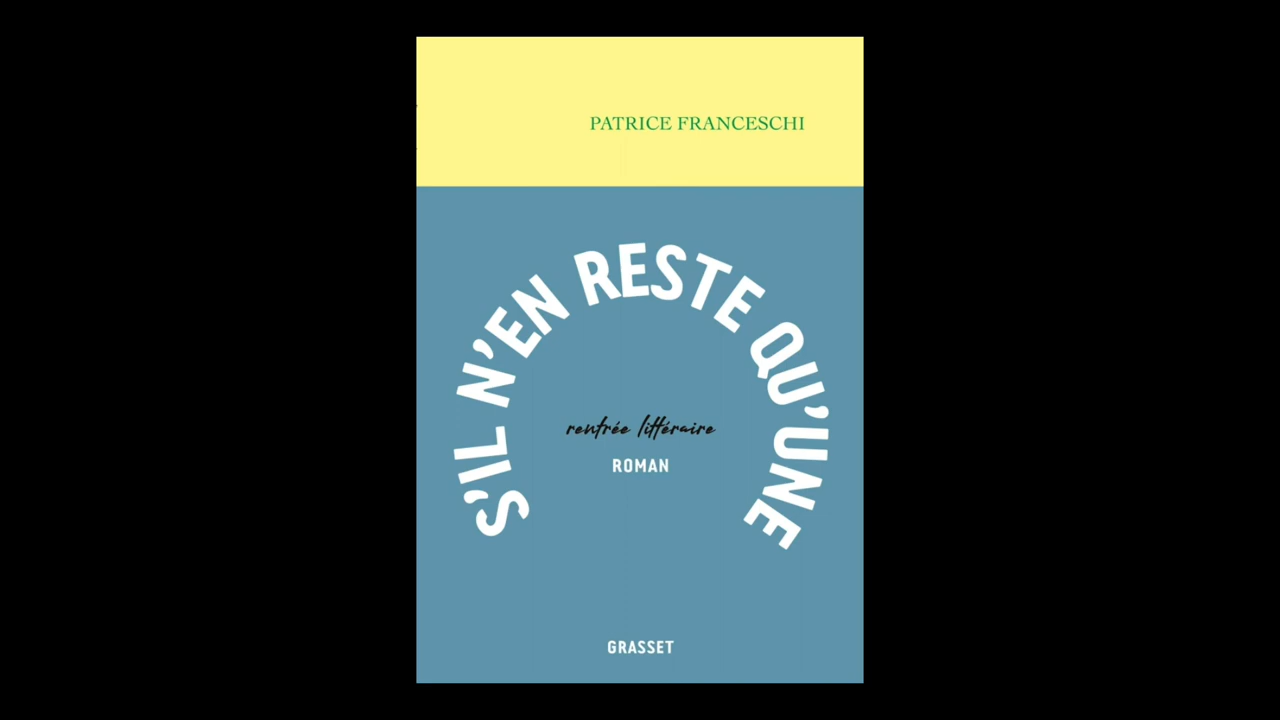 PATRICE FRANCESCHI
S’IL N’EN RESTE QU’UNE
rentrée littéraire
ROMAN
GRASSET